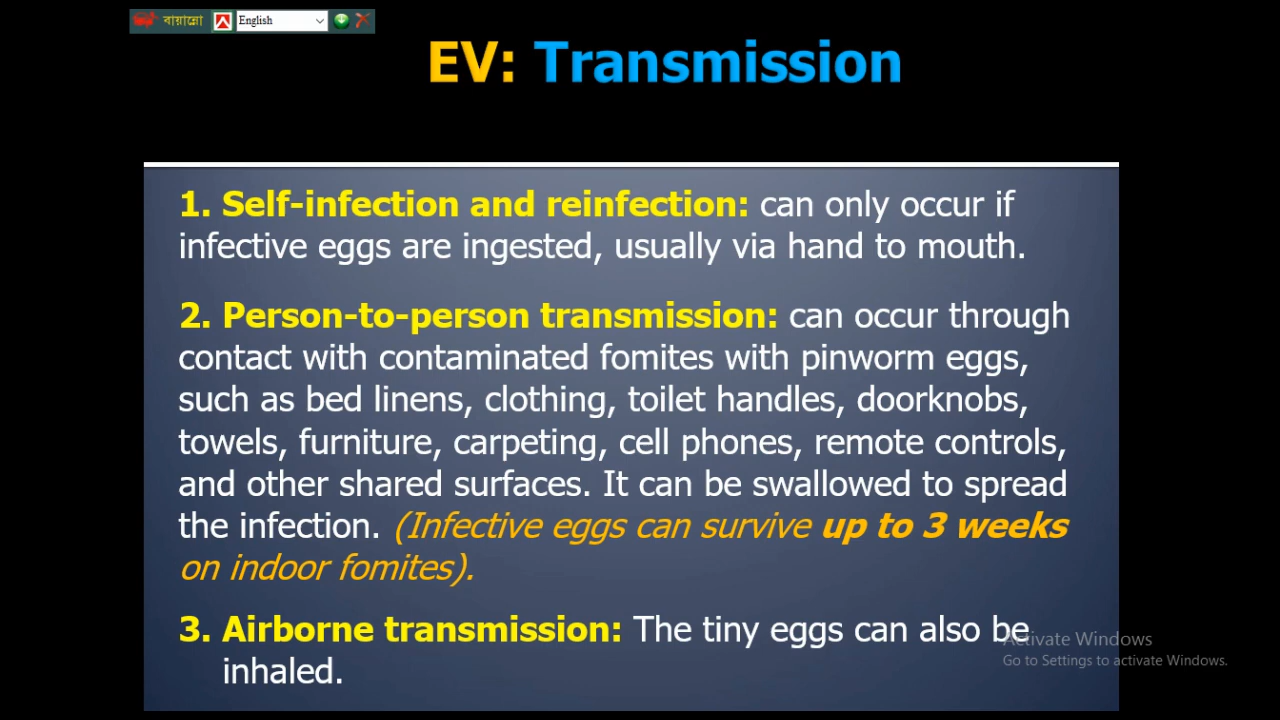 বায়ান্নো English
EV: Transmission
1. Self-infection and reinfection: can only occur if
infective eggs are ingested, usually via hand to mouth.
2. Person-to-person transmission: can occur through
contact with contaminated fomites with pinworm eggs,
such as bed linens, clothing, toilet handles, doorknobs,
towels, furniture, carpeting, cell phones, remote controls,
and other shared surfaces. It can be swallowed to spread
the infection. (Infective eggs can survive up to 3 weeks
on indoor fomites).
3. Airborne transmission: The tiny eggs can also be
inhaled.
Activate Windows
Go to Settings to activate Windows.